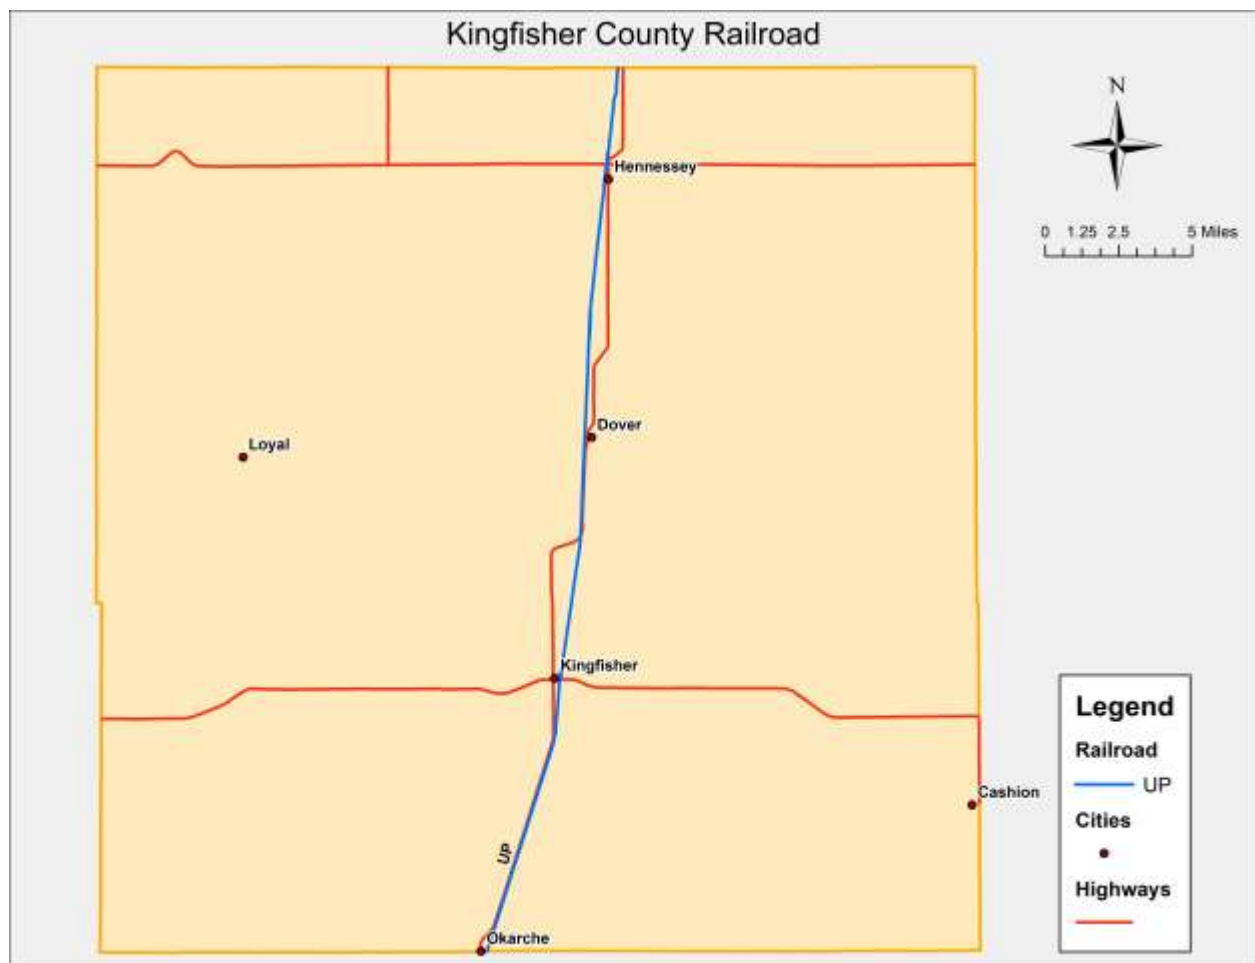 Kingfisher County Railroad
N
0 1.25 2.5 5 Miles
Hennessey
Dover
Loyal
Kingfisher
Cashion
UP
Okarche
Legend
Railroad
UP
Cities
Highways